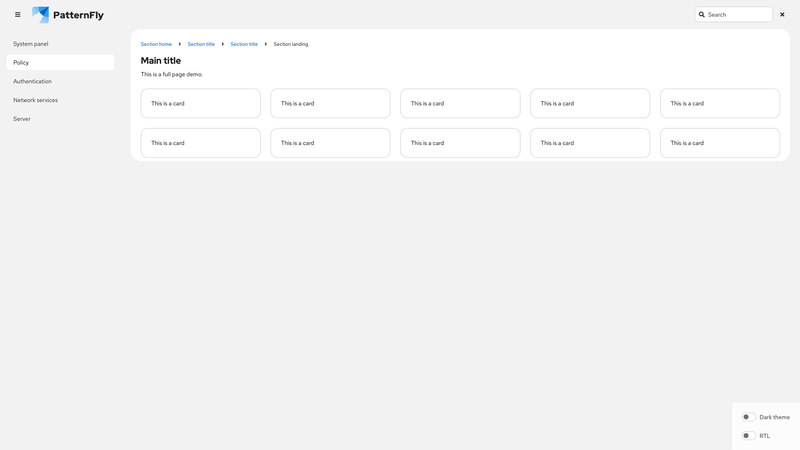 PatternFly
Search
System panel
Policy
Authentication
Network services
Server
Section home Section title Section title Section landing
Main title
This is a full page demo.
This is a card This is a card This is a card This is a card This is a card
This is a card This is a card This is a card This is a card This is a card
Dark theme
RTL